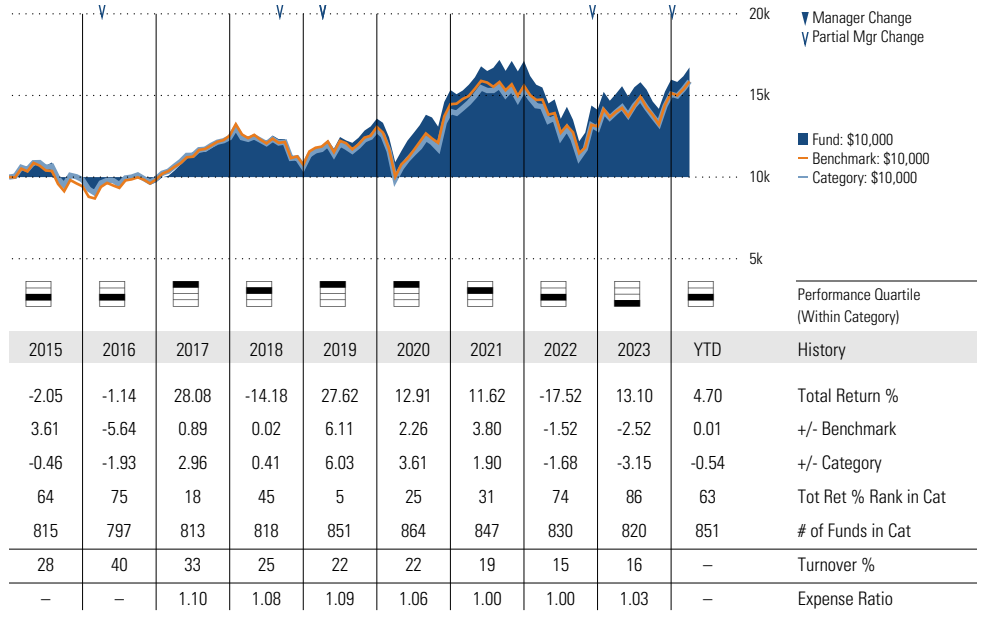 20k
15k
10k
5k
Manager Change
Partial Mgr Change
Fund: $10,000
Benchmark: $10,000
Category: $10,000
Performance Quartile
(Within Category)
2015 2016 2017 2018 2019 2020 2021 2022 2023 YTD History
-2.05 -1.14 28.08 -14.18 27.62 12.91 11.62 -17.52 13.10 4.70 Total Return %
3.61 -5.64 0.89 0.02 6.11 2.26 3.80 -1.52 -2.52 0.01 +/- Benchmark
-0.46 -1.93 2.96 0.41 6.03 3.61 1.90 -1.68 -3.15 -0.54 +/- Category
64 75 18 45 5 25 31 74 86 63 Tot Ret % Rank in Cat
815 797 813 818 851 864 847 830 820 851 # of Funds in Cat
28 40 33 25 22 22 19 15 16 – Turnover %
– – 1.10 1.08 1.09 1.06 1.00 1.00 1.03 – Expense Ratio